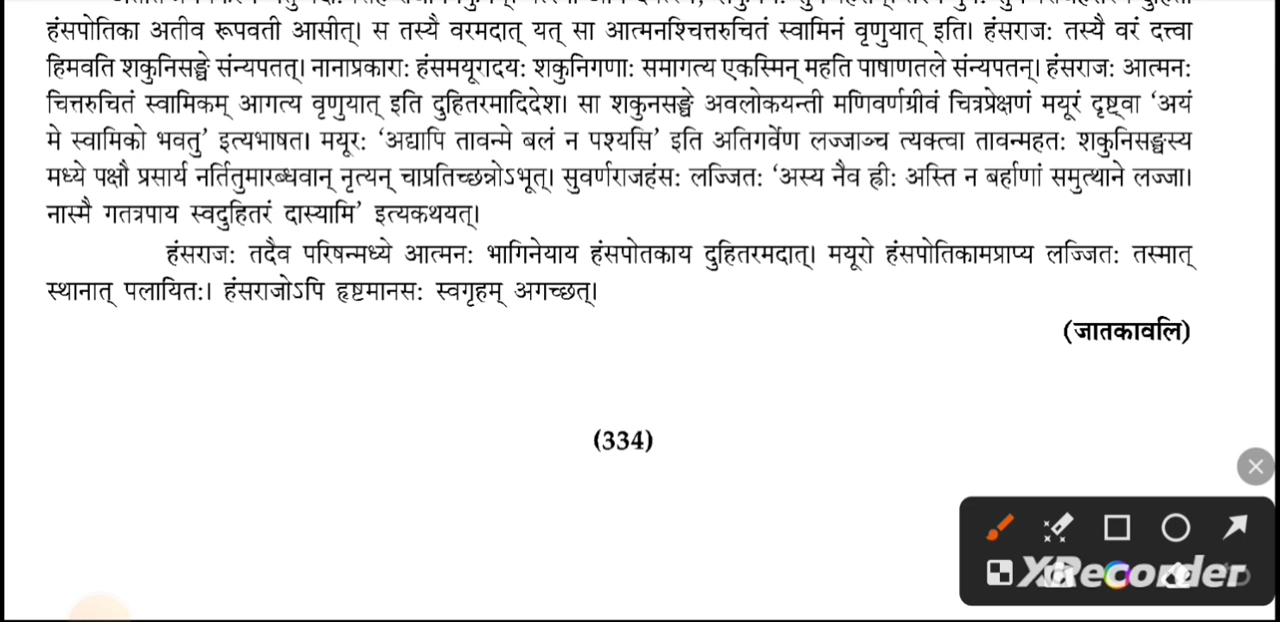 हंसपोतिका अतीव रूपवती आसीत्। स तस्यै वरमदात् यत् सा आत्मनश्चित्तरुचितं स्वामिनं वृणुयात् इति। हंसराज: तस्यै वरं दत्त्वा
हिमवति शकुनिसङ्घे संन्यपतत्। नानाप्रकारा: हंसमयूरादय: शकुनिगणा: समागत्य एकस्मिन् महति पाषाणतले संन्यपतन्। हंसराज: आत्मन:
चित्तरुचितं स्वामिकम् आगत्य वृणुयात् इति दुहितरमादिदेश। सा शकुनसङ्घे अवलोकयन्ती मणिवर्णग्रीवं चित्रप्रेक्षणं मयूरं दृष्ट्वा ‘अयं
मे स्वामिको भवतु’ इत्यभाषत। मयूर: ‘अद्यापि तावन्मे बलं न पश्यसि’ इति अतिगर्वेण लज्जाञ्च त्यक्त्वा तावन्महत: शकुनिसङ्घस्य
मध्ये पक्षौ प्रसार्य नर्तितुमारब्धवान् नृत्यन् चाप्रतिच्छन्नोऽभूत्। सुवर्णराजहंस: लज्जित: ‘अस्य नैव ह्री: अस्ति न बर्हाणां समुत्थाने लज्जा।
नास्मै गतत्रपाय स्वदुहितरं दास्यामि’ इत्यकथयत्।
हंसराज: तदैव परिषन्मध्ये आत्मन: भागिनेयाय हंसपोतकाय दुहितरमदात्। मयूरो हंसपोतिकामप्राप्य लज्जित: तस्मात्
स्थानात् पलायित:। हंसराजोऽपि हृष्टमानस: स्वगृहम् अगच्छत्।
(जातकावलि)
(334)
XRecorder